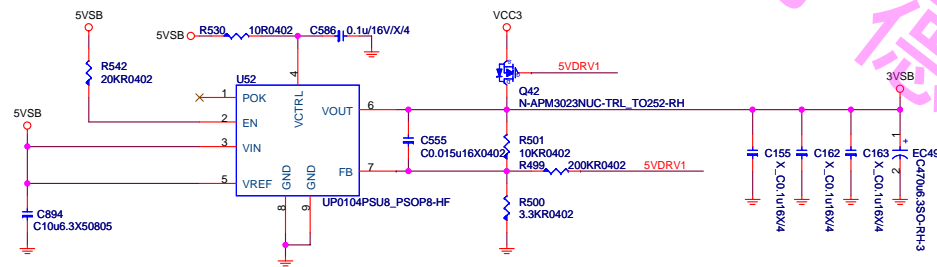 5VSB
R542
20KR0402
5VSB
R530
10R0402
C586
0.1u/16V/X/4
U52
1
POK
2
EN
3
VIN
5
VREF
4
VCTRL
VOUT
6
FB
7
GND
GND
8
9
UP0104PSU8_PSOP8-HF
5VSB
C894
C10u6.3X50805
VCC3
5VDRV1
Q42
N-APM3023NUC-TRL_TO252-RH
C555
C0.015u16X0402
R501
10KR0402
R499
200KR0402
5VDRV1
R500
3.3KR0402
3VSB
C155
X_C0.1u16X/4
C162
X_C0.1u16X/4
C163
X_C0.1u16X/4
1
+
2
EC49
C470u6.3SO-RH-3
德